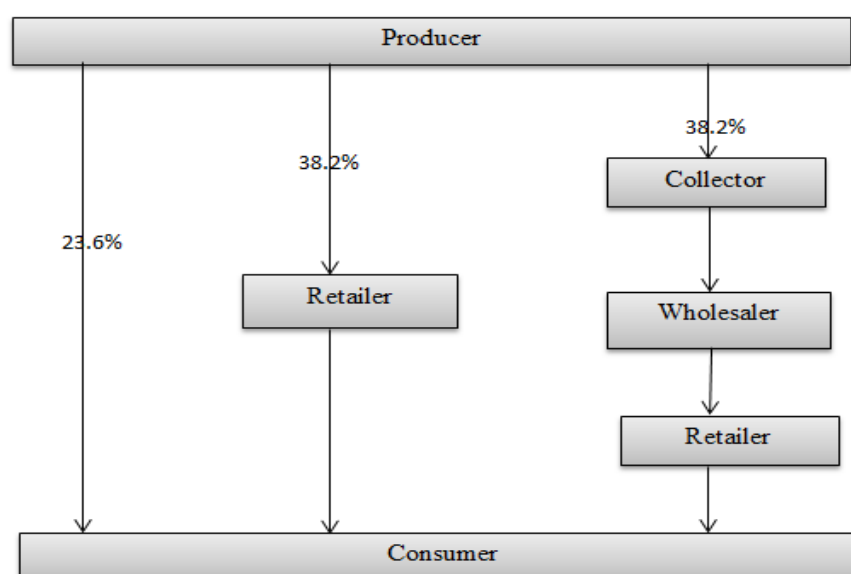 Producer
38.2%
38.2%
Collector
23.6%
Retailer
Wholesaler
Retailer
Consumer